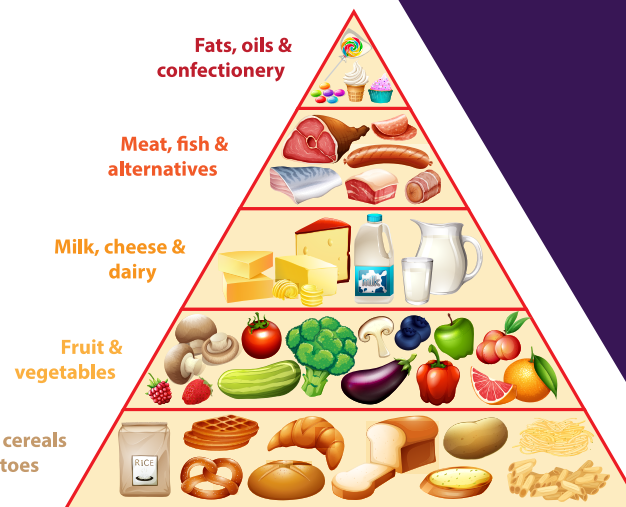 Fats, oils &
confectionery
Meat, fish &
alternatives
Milk, cheese &
dairy
Fruit &
vegetables
cereals
toes
RICE
milk